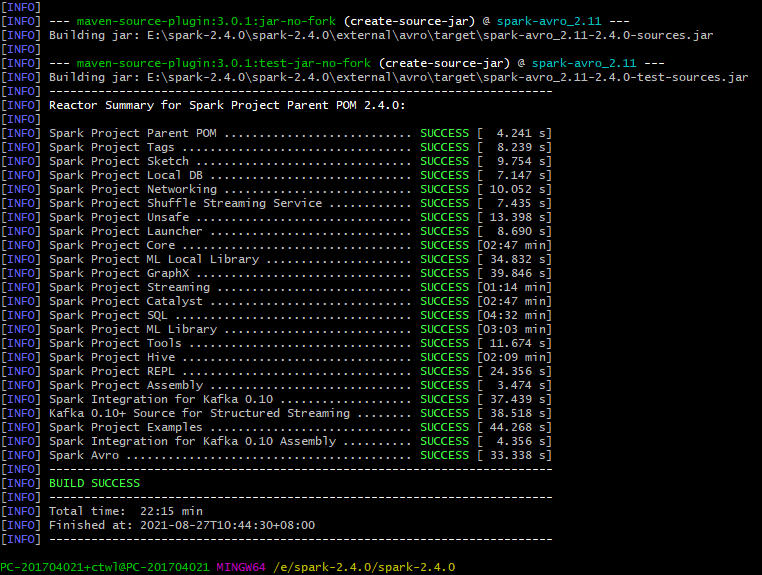 [INFO]
[INFO] --- maven-source-plugin:3.0.1:jar-no-fork (create-source-jar) @ spark-avro_2.11 ---
[INFO] Building jar: E:\spark-2.4.0\spark-2.4.0\external\avro\target\spark-avro_2.11-2.4.0-sources.jar
[INFO]
[INFO] --- maven-source-plugin:3.0.1:test-jar-no-fork (create-source-jar) @ spark-avro_2.11 ---
[INFO] Building jar: E:\spark-2.4.0\spark-2.4.0\external\avro\target\spark-avro_2.11-2.4.0-test-sources.jar
[INFO] ------------------------------------------------------------------------
[INFO] Reactor Summary for Spark Project Parent POM 2.4.0:
[INFO]
[INFO] Spark Project Parent POM ........................... SUCCESS [  4.241 s]
[INFO] Spark Project Tags ................................. SUCCESS [  8.239 s]
[INFO] Spark Project Sketch ............................... SUCCESS [  9.754 s]
[INFO] Spark Project Local DB ............................. SUCCESS [  7.147 s]
[INFO] Spark Project Networking ........................... SUCCESS [ 10.052 s]
[INFO] Spark Project Shuffle Streaming Service ............ SUCCESS [  7.435 s]
[INFO] Spark Project Unsafe ............................... SUCCESS [ 13.398 s]
[INFO] Spark Project Launcher ............................. SUCCESS [  8.690 s]
[INFO] Spark Project Core ................................. SUCCESS [02:47 min]
[INFO] Spark Project ML Local Library ..................... SUCCESS [ 34.832 s]
[INFO] Spark Project GraphX ............................... SUCCESS [ 39.846 s]
[INFO] Spark Project Streaming ............................ SUCCESS [01:14 min]
[INFO] Spark Project Catalyst ............................. SUCCESS [02:47 min]
[INFO] Spark Project SQL .................................. SUCCESS [04:32 min]
[INFO] Spark Project ML Library ........................... SUCCESS [03:03 min]
[INFO] Spark Project Tools ................................ SUCCESS [ 11.674 s]
[INFO] Spark Project Hive ................................. SUCCESS [02:09 min]
[INFO] Spark Project REPL ................................. SUCCESS [ 24.356 s]
[INFO] Spark Project Assembly ............................. SUCCESS [  3.474 s]
[INFO] Spark Integration for Kafka 0.10 ................... SUCCESS [ 37.439 s]
[INFO] Kafka 0.10+ Source for Structured Streaming ........ SUCCESS [ 38.518 s]
[INFO] Spark Project Examples ............................. SUCCESS [ 44.268 s]
[INFO] Spark Integration for Kafka 0.10 Assembly .......... SUCCESS [  4.356 s]
[INFO] Spark Avro ......................................... SUCCESS [ 33.338 s]
[INFO] ------------------------------------------------------------------------
[INFO] BUILD SUCCESS
[INFO] ------------------------------------------------------------------------
[INFO] Total time:  22:15 min
[INFO] Finished at: 2021-08-27T10:44:30+08:00
[INFO] ------------------------------------------------------------------------
PC-201704021+ctwl@PC-201704021 MINGW64 /e/spark-2.4.0/spark-2.4.0